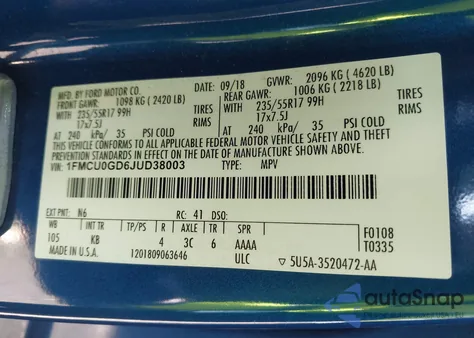 MFD. BY FORD MOTOR CO.
09/18 GVWR: 2096 KG ( 4620 LB)
FRONT GAWR: 1098 KG ( 2420 LB)
REAR GAWR: 1006 KG ( 2218 LB)
WITH 235/55R17 99H TIRES WITH 235/55R17 99H TIRES
17x7.5J RIMS 17x7.5J RIMS
AT 240 kPa/ 35 PSI COLD AT 240 kPa/ 35 PSI COLD
THIS VEHICLE CONFORMS TO ALL APPLICABLE FEDERAL MOTOR VEHICLE SAFETY AND THEFT
PREVENTION STANDARDS IN EFFECT ON THE DATE OF MANUFACTURE SHOWN ABOVE.
VIN: 1FMCU0GD6JUD38003 TYPE: MPV
EXT PNT: N6 RC: 41 DSO:
WB INT TR TP/PS R AXLE TR SPR F0108
105 KB 4 3C 6 AAAA T0335
MADE IN U.S.A. 1201809063646 ULC ▽ 5U5A-3520472-AA
autoSnap